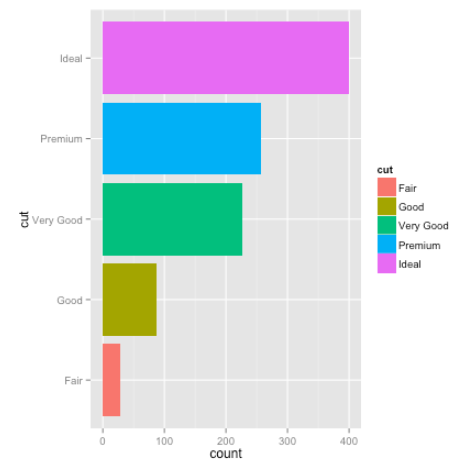 Ideal
Premium
Very Good
Good
Fair
cut
0 100 200 300 400
count
cut
Fair
Good
Very Good
Premium
Ideal